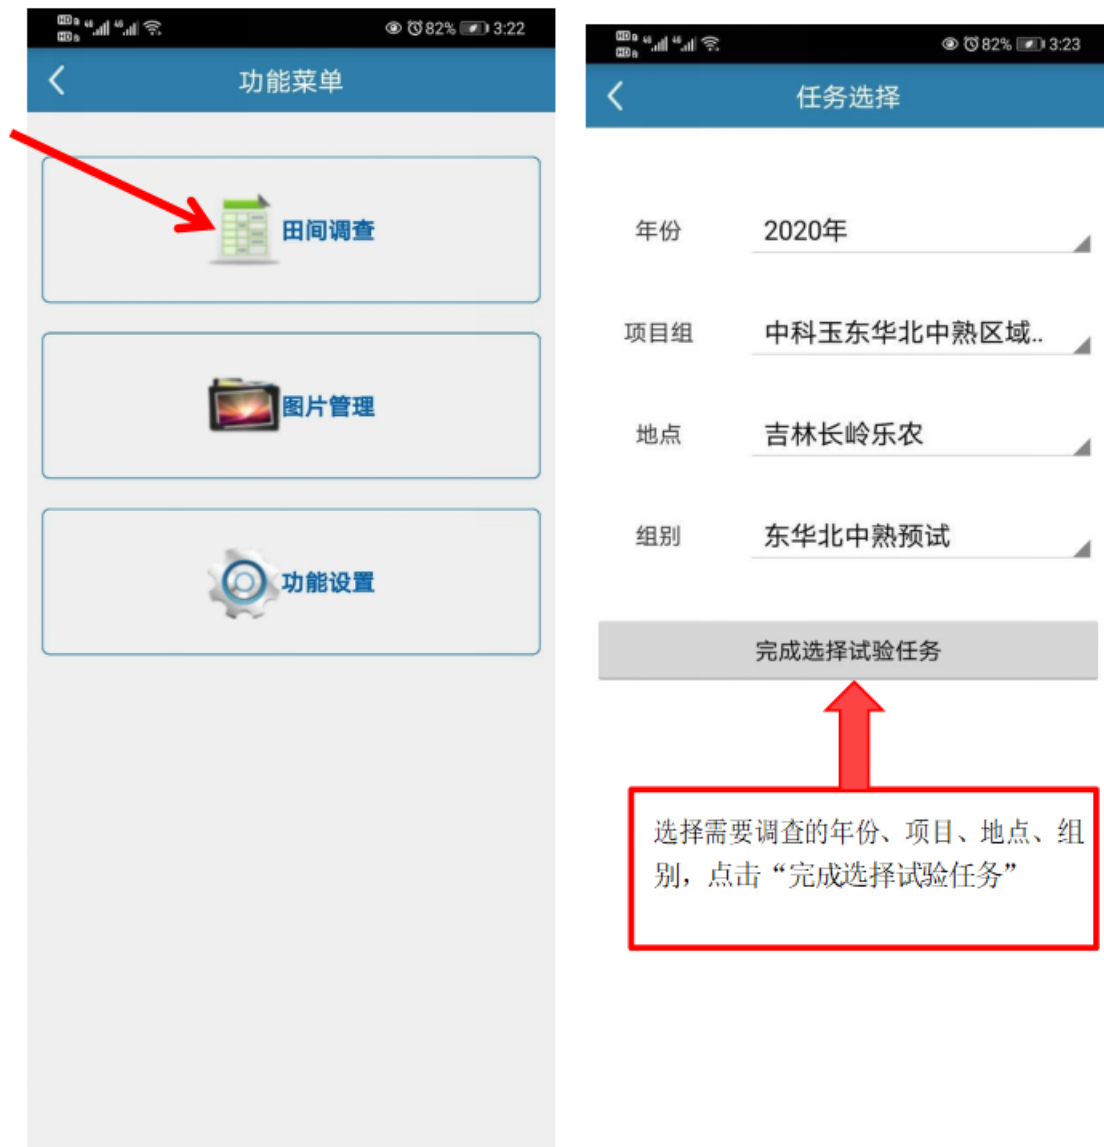 82% 3:22
功能菜单
田间调查
图片管理
功能设置
82% 3:23
任务选择
年份 2020年
项目组 中科玉东华北中熟区域..
地点 吉林长岭乐农
组别 东华北中熟预试
完成选择试验任务
选择需要调查的年份、项目、地点、组
别，点击“完成选择试验任务”